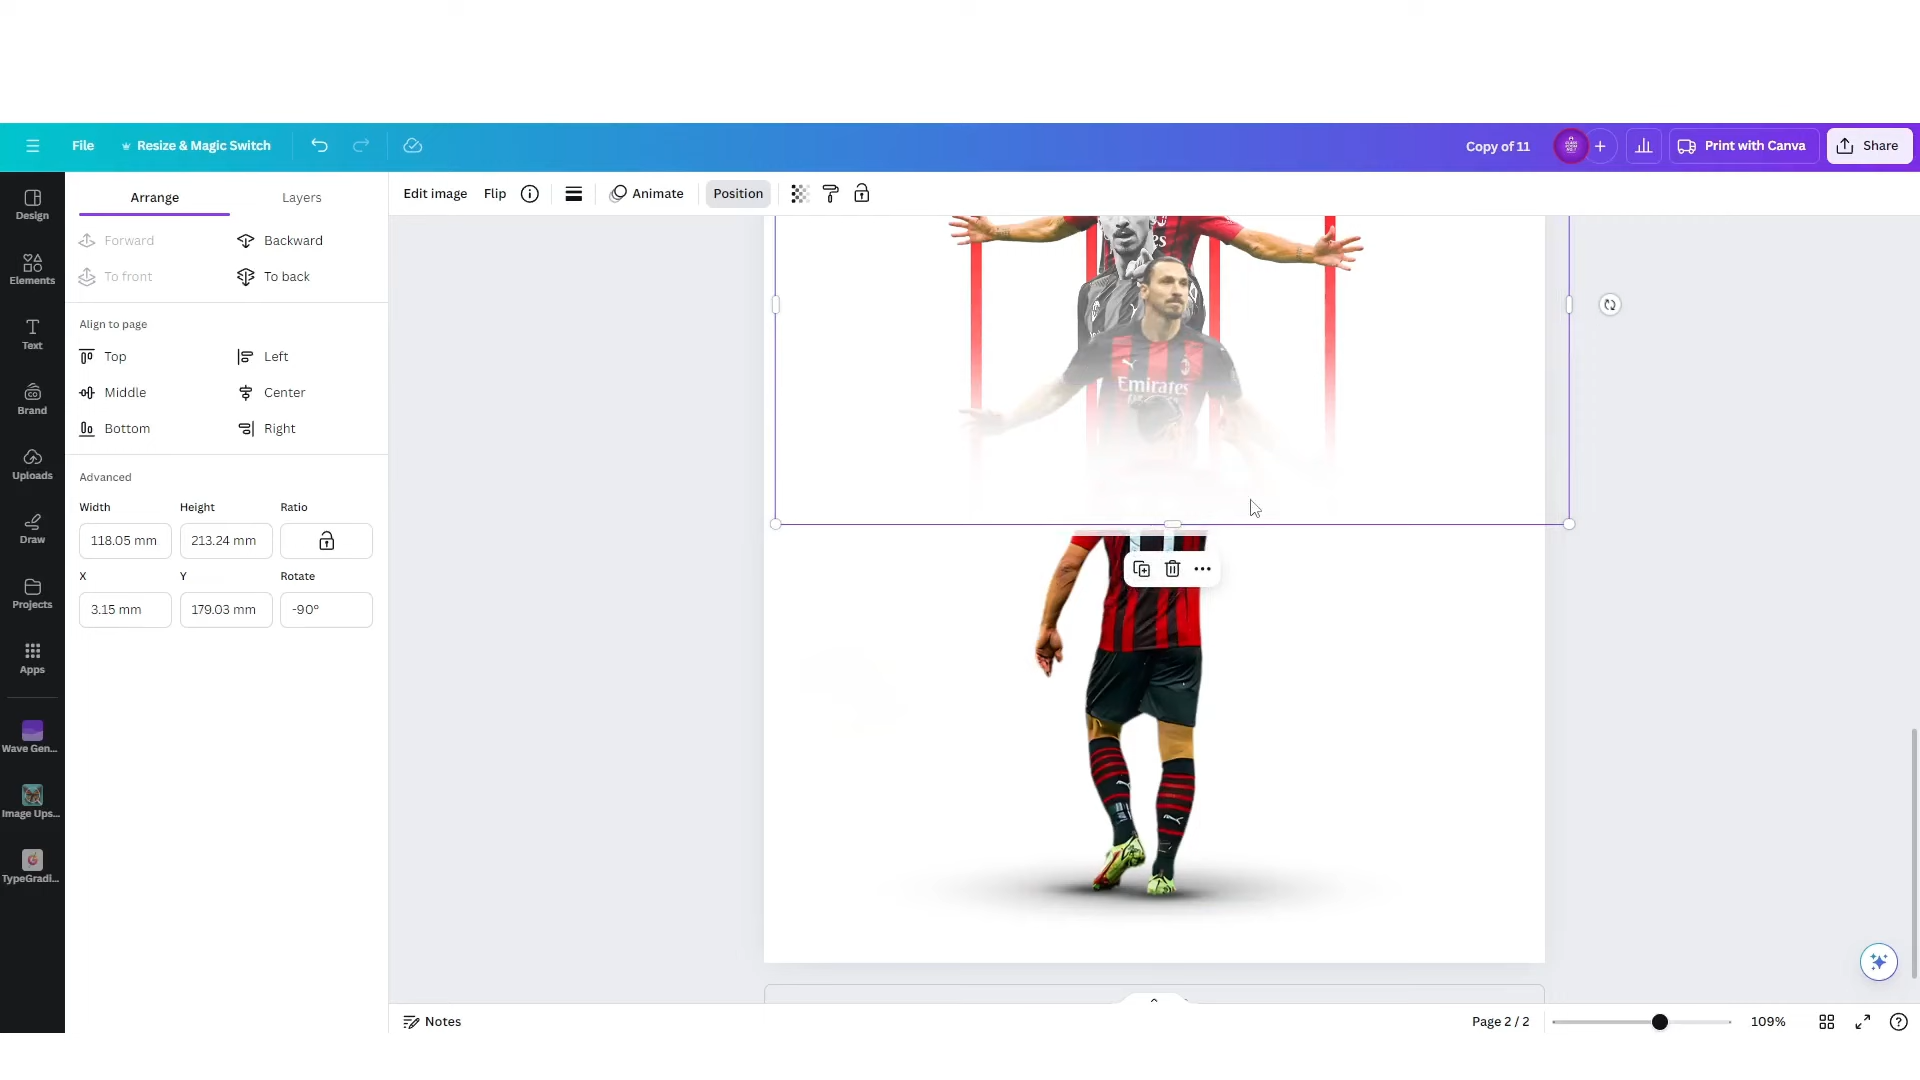 File
Resize & Magic Switch
Copy of 11
Print with Canva
Share
Design
Elements
Text
Brand
Uploads
Draw
Projects
Apps
Wave Gen...
Image Ups...
TypeGradi...
Arrange
Layers
Forward
Backward
To front
To back
Align to page
Top
Left
Middle
Center
Bottom
Right
Advanced
Width
Height
Ratio
118.05 mm
213.24 mm
X
Y
Rotate
3.15 mm
179.03 mm
-90°
Edit image
Flip
Animate
Position
Emirates
Notes
Page 2 / 2
109%